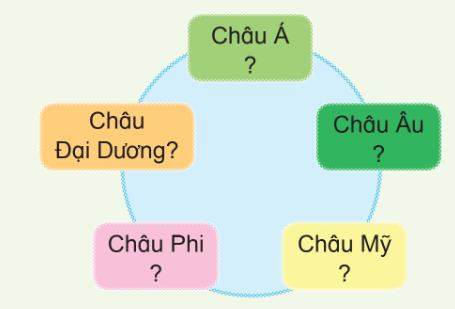 Châu Á
?
Châu
Đại Dương?
Châu Âu
?
Châu Phi
?
Châu Mỹ
?